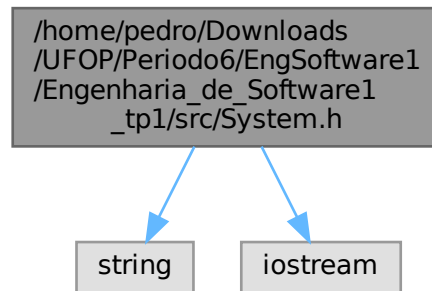 /home/pedro/Downloads
/UFOP/Periodo6/EngSoftware1
/Engenharia_de_Software1
_tp1/src/System.h
string
iostream